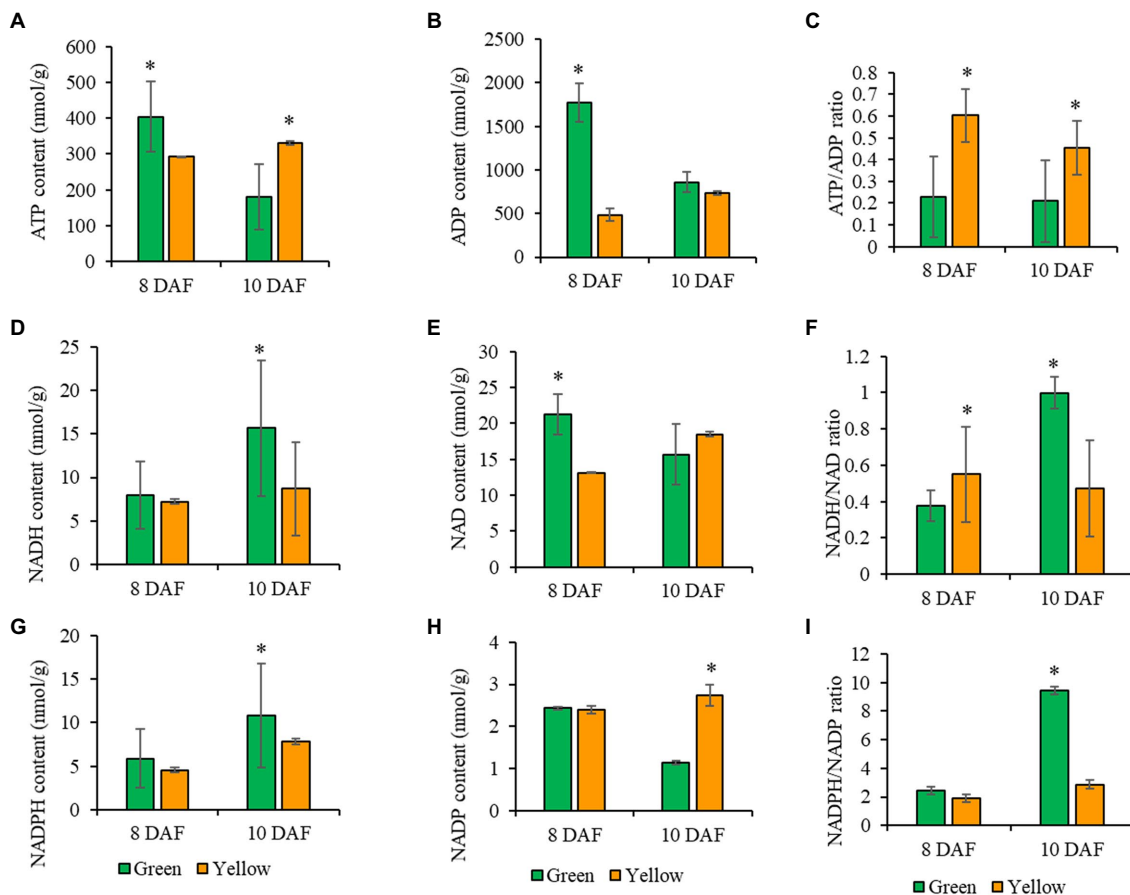 A
ATP content (nmol/g)
600
500
400
300
200
100
0
*
*
8 DAF
10 DAF
B
ADP content (nmol/g)
2500
2000
1500
1000
500
0
*
8 DAF
10 DAF
C
ATP/ADP ratio
0.8
0.7
0.6
0.5
0.4
0.3
0.2
0.1
0
*
*
8 DAF
10 DAF
D
NADH content (nmol/g)
25
20
15
10
5
0
*
8 DAF
10 DAF
E
NAD content (nmol/g)
30
25
20
15
10
5
0
*
8 DAF
10 DAF
F
NADH/NAD ratio
1.2
1
0.8
0.6
0.4
0.2
0
*
*
8 DAF
10 DAF
G
NADPH content (nmol/g)
20
15
10
5
0
*
8 DAF
10 DAF
Green
Yellow
H
NADP content (nmol/g)
4
3
2
1
0
*
8 DAF
10 DAF
I
NADPH/NADP ratio
12
10
8
6
4
2
0
*
8 DAF
10 DAF
Green
Yellow